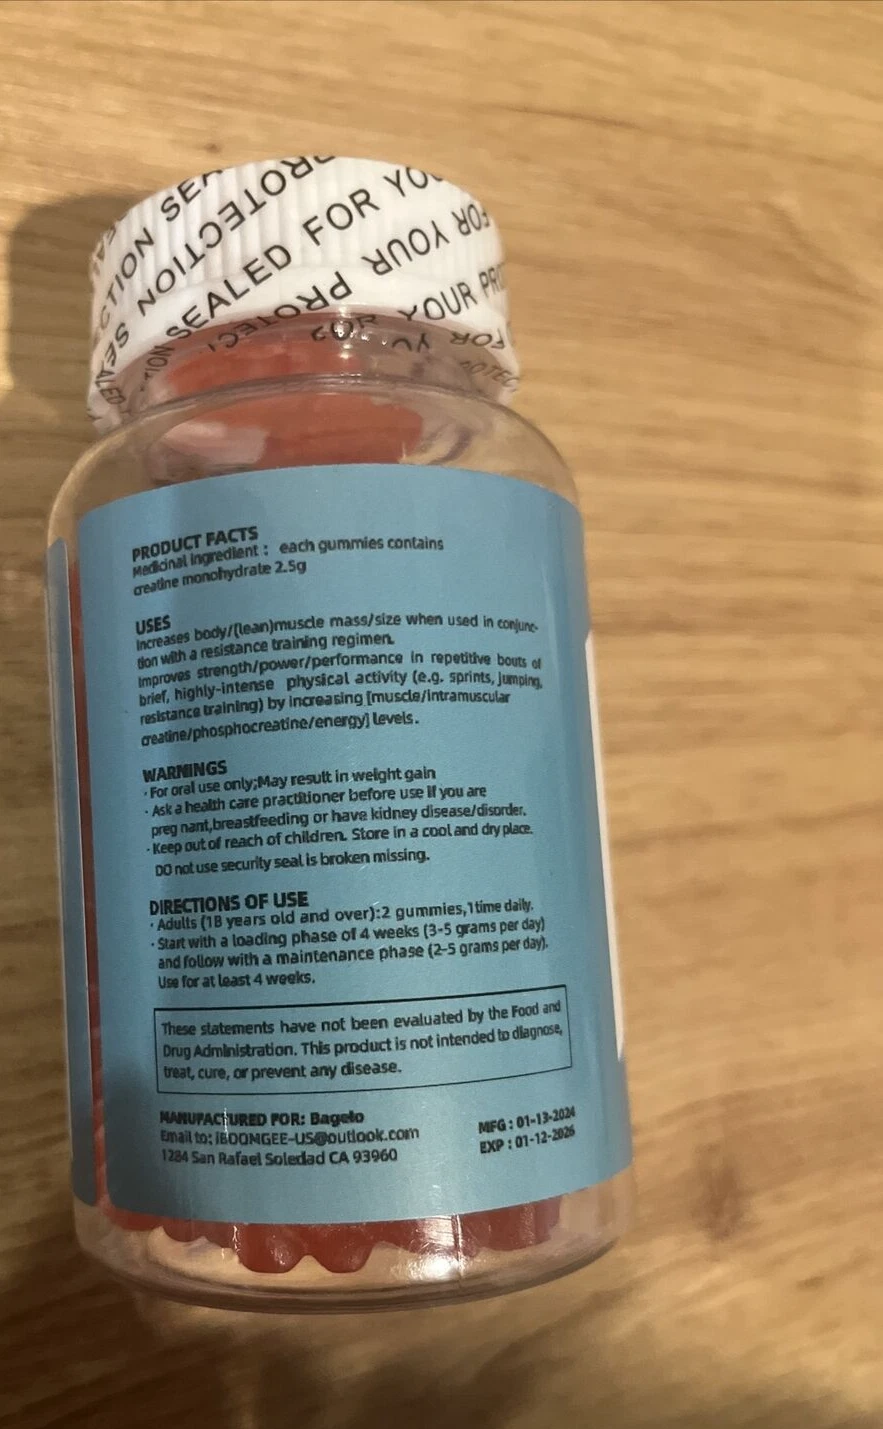 SEALED FOR YOU
FOR YOUR
YOUR PRO
PROTECTION
PRODUCT FACTS
Medicinal ingredient : each gummies contains
creatine monohydrate 2.5g
USES
Increases body/(lean)muscle mass/size when used in conjunc-
tion with a resistance training regimen.
Improves strength/power/performance in repetitive bouts of
brief, highly-intense physical activity (e.g. sprints, jumping,
resistance training) by increasing [muscle/intramuscular
creatine/phosphocreatine/energy] levels.
WARNINGS
· For oral use only;May result in weight gain
· Ask a health care practitioner before use if you are
preg nant,breastfeeding or have kidney disease/disorder.
· Keep out of reach of children. Store in a cool and dry place.
DO not use security seal is broken missing.
DIRECTIONS OF USE
· Adults (18 years old and over):2 gummies,1time daily.
· Start with a loading phase of 4 weeks (3-5 grams per day)
and follow with a maintenance phase (2-5 grams per day).
Use for at least 4 weeks.
These statements have not been evaluated by the Food and
Drug Administration. This product is not intended to diagnose,
treat, cure, or prevent any disease.
MANUFACTURED FOR: Bagelo
Email to: iBOOMGEE-US@outlook.com
1284 San Rafael Soledad CA 93960
MFG : 01-13-2024
EXP : 01-12-2026